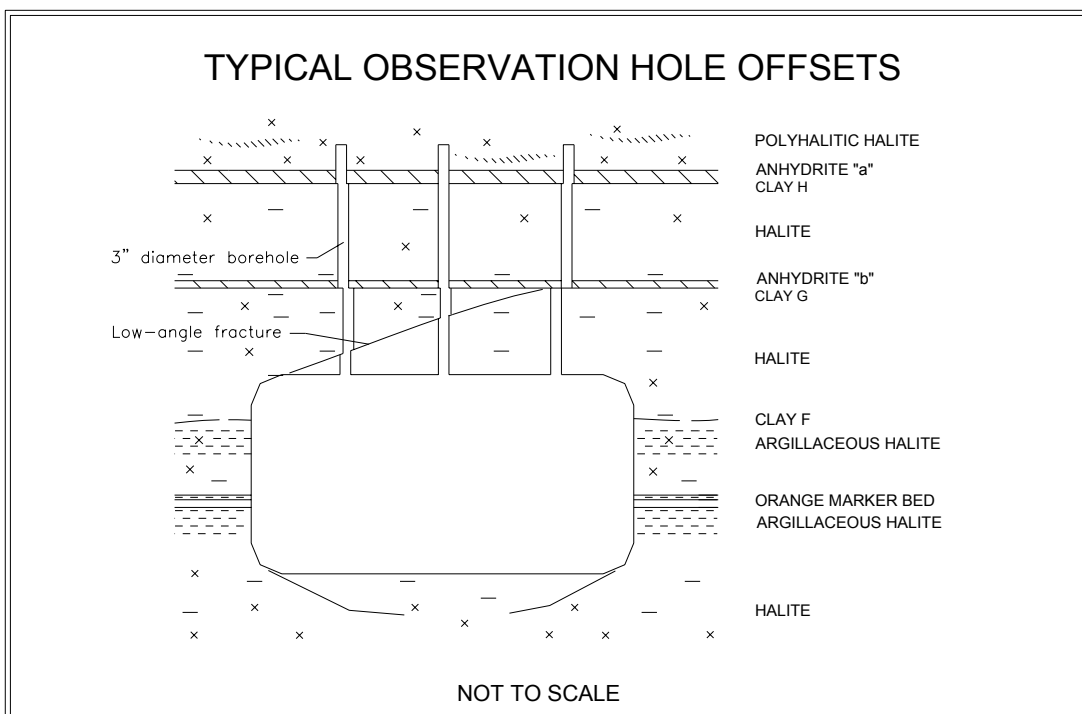 TYPICAL OBSERVATION HOLE OFFSETS
POLYHALITIC HALITE
ANHYDRITE "a"
CLAY H
HALITE
3" diameter borehole
ANHYDRITE "b"
CLAY G
Low-angle fracture
HALITE
CLAY F
ARGILLACEOUS HALITE
ORANGE MARKER BED
ARGILLACEOUS HALITE
HALITE
NOT TO SCALE